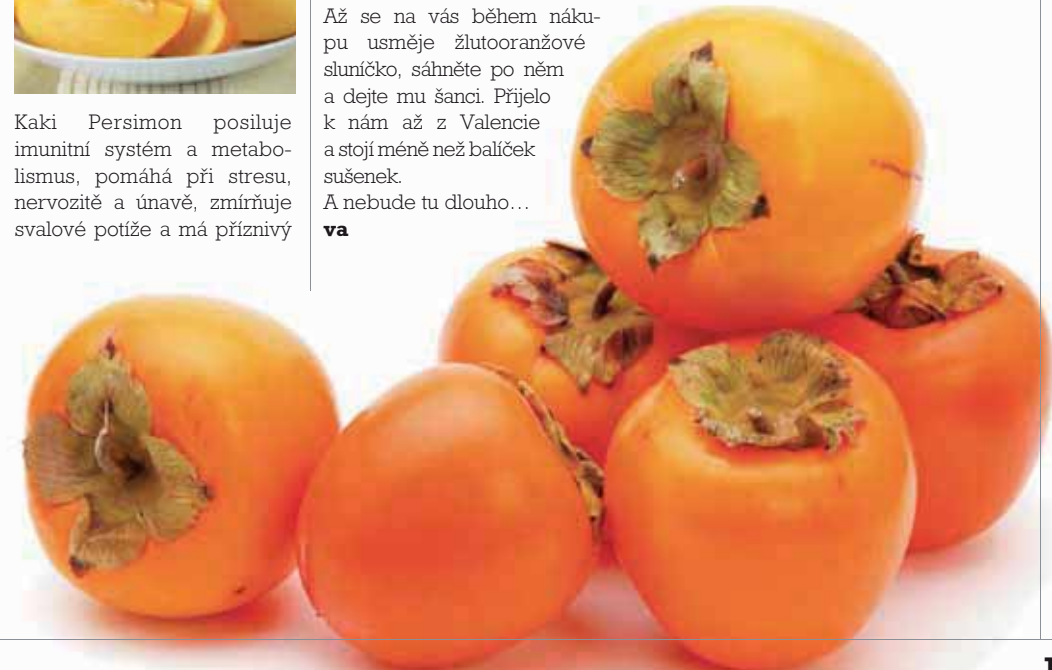 Kaki Persimon posiluje
imunitní systém a metabo-
lismus, pomáhá při stresu,
nervozitě a únavě, zmírňuje
svalové potíže a má příznivý
Až se na vás během náku-
pu usměje žlutooranžové
sluníčko, sáhněte po něm
a dejte mu šanci. Přijelo
k nám až z Valencie
a stojí méně než balíček
sušenek.
A nebude tu dlouho…
va